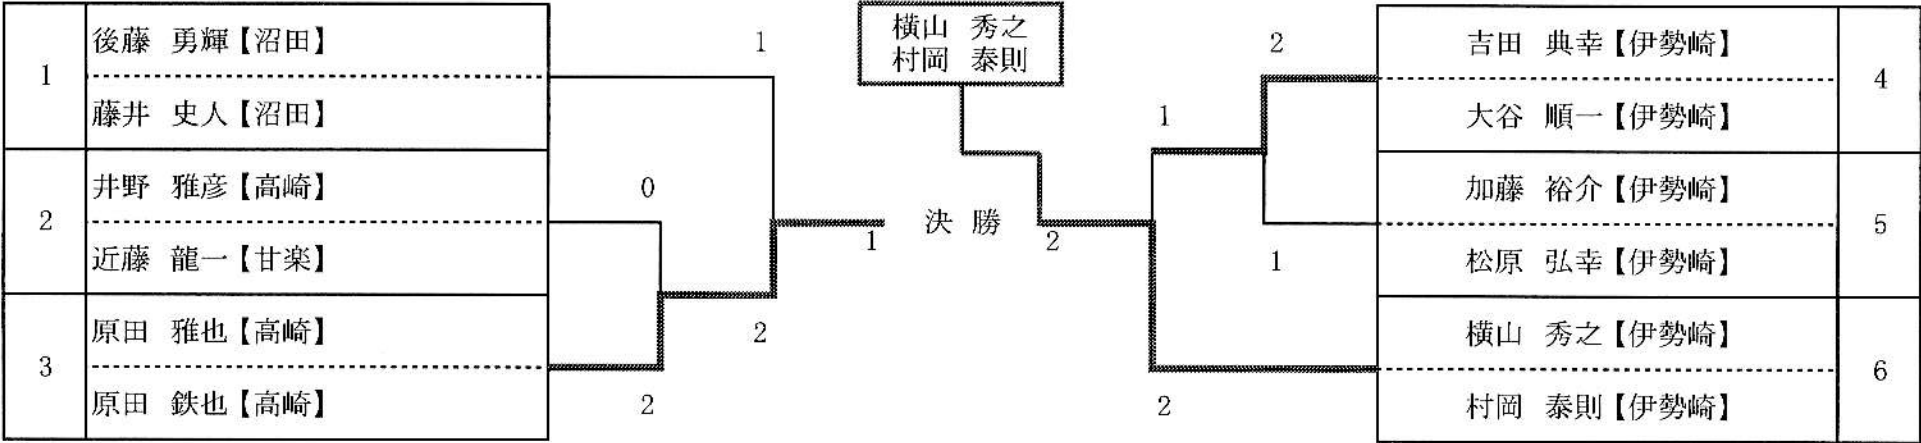 1
後藤 勇輝【沼田】
藤井 史人【沼田】
2
井野 雅彦【高崎】
近藤 龍一【甘楽】
3
原田 雅也【高崎】
原田 鉄也【高崎】
1
0
2
2
1
横山 秀之
村岡 泰則
決 勝
2
2
1
1
2
吉田 典幸【伊勢崎】
大谷 順一【伊勢崎】
4
加藤 裕介【伊勢崎】
松原 弘幸【伊勢崎】
5
横山 秀之【伊勢崎】
村岡 泰則【伊勢崎】
6